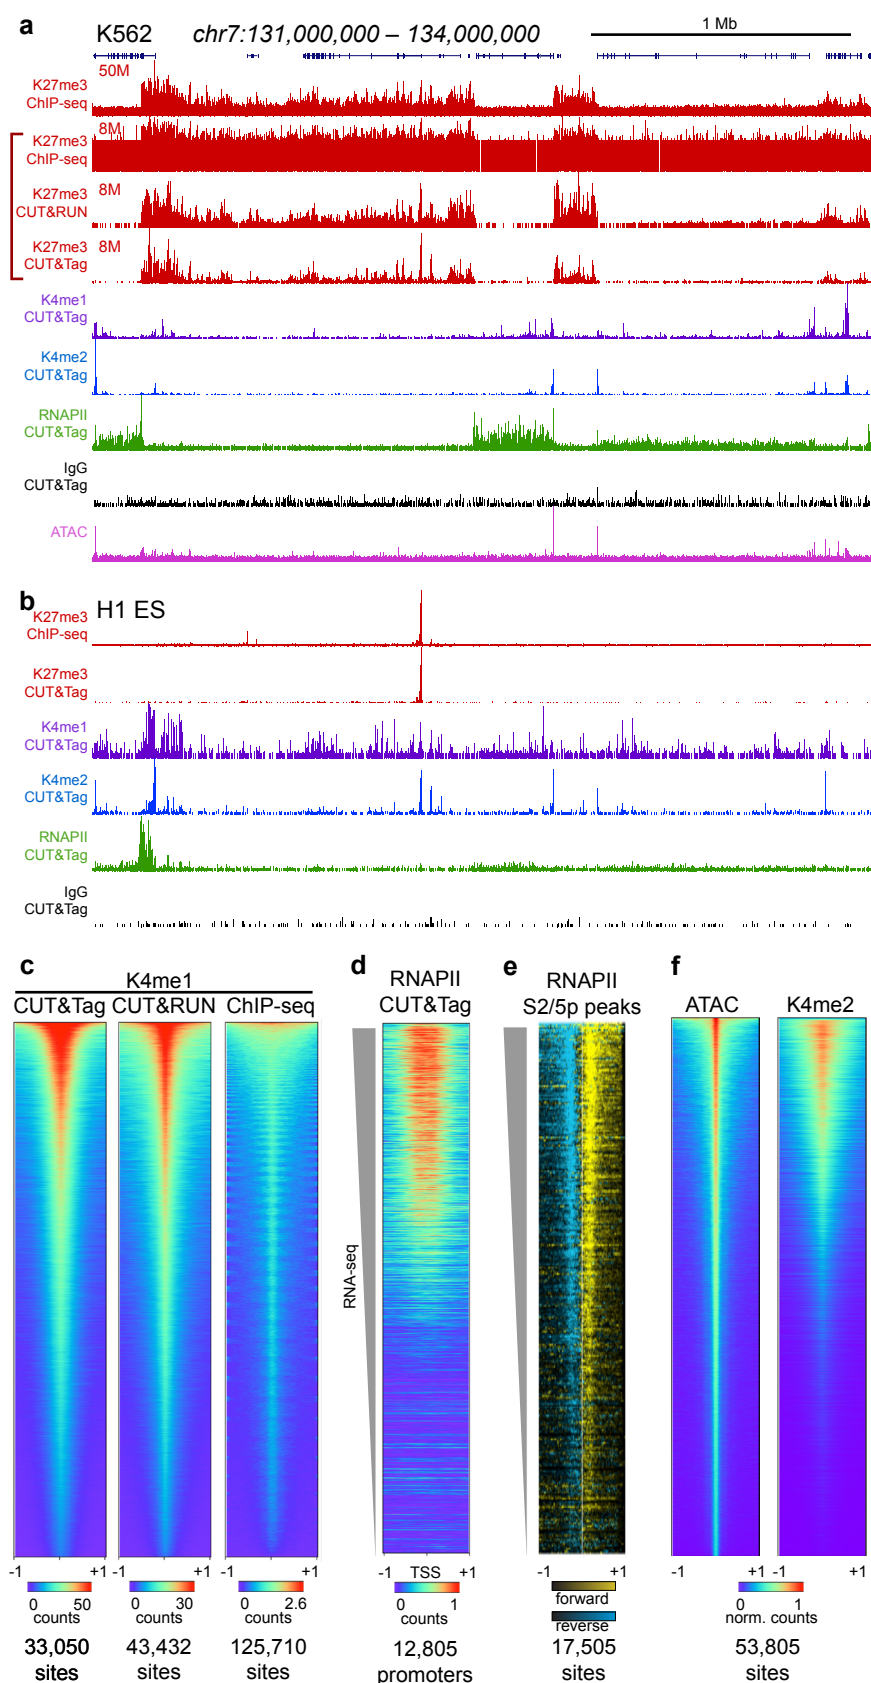 a
K562
chr7:131,000,000 – 134,000,000
1 Mb
50M
K27me3
ChIP-seq
8M
K27me3
ChIP-seq
8M
K27me3
CUT&RUN
8M
K27me3
CUT&Tag
K4me1
CUT&Tag
K4me2
CUT&Tag
RNAPII
CUT&Tag
IgG
CUT&Tag
ATAC
b
H1 ES
K27me3
ChIP-seq
K27me3
CUT&Tag
K4me1
CUT&Tag
K4me2
CUT&Tag
RNAPII
CUT&Tag
IgG
CUT&Tag
c
K4me1
CUT&Tag CUT&RUN ChIP-seq
-1 +1
-1 +1
-1 +1
0 50
counts
0 30
counts
0 2.6
counts
33,050
sites
43,432
sites
125,710
sites
d
RNAPII
CUT&Tag
RNA-seq
-1 TSS +1
0 1
counts
12,805
promoters
e
RNAPII
S2/5p peaks
-1 +1
forward
reverse
17,505
sites
f
ATAC K4me2
-1 +1
-1 +1
0 1
norm. counts
53,805
sites